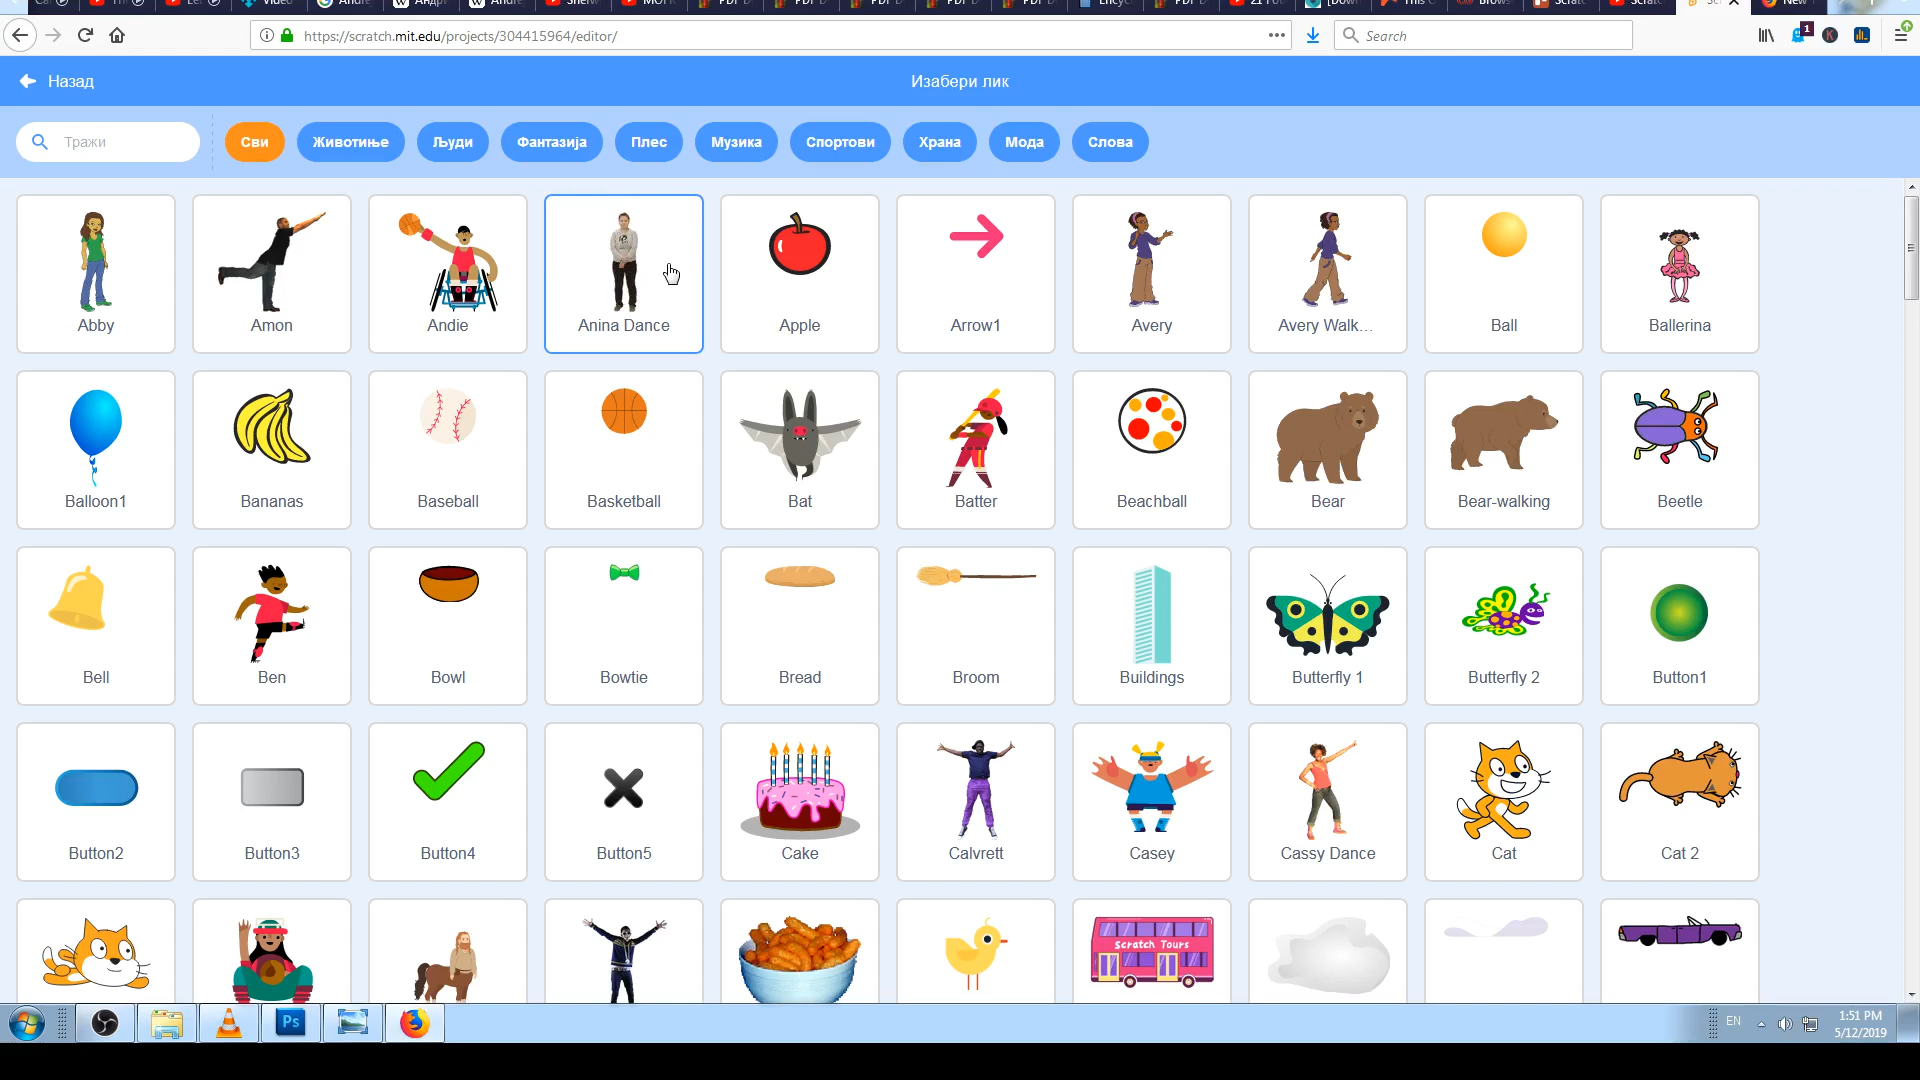 https://scratch.mit.edu/projects/304415964/editor/
Search
1
Назад
Изабери лик
Тражи
Сви
Животиње
Људи
Фантазија
Плес
Музика
Спортови
Храна
Мода
Слова
Abby
Amon
Andie
Anina Dance
Apple
Arrow1
Avery
Avery Walk...
Ball
Ballerina
Balloon1
Bananas
Baseball
Basketball
Bat
Batter
Beachball
Bear
Bear-walking
Beetle
Bell
Ben
Bowl
Bowtie
Bread
Broom
Buildings
Butterfly 1
Butterfly 2
Button1
Button2
Button3
Button4
Button5
Cake
Calvrett
Casey
Cassy Dance
Cat
Cat 2
Scratch Tours
Ps
EN
1:51 PM
5/12/2019